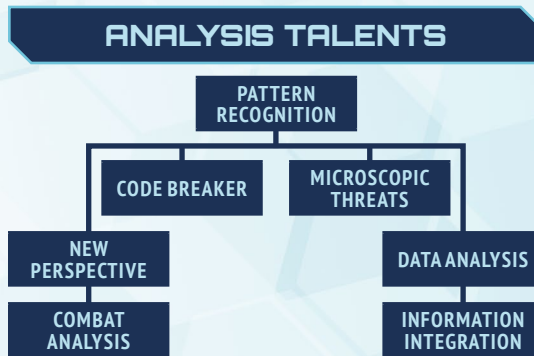 ANALYSIS TALENTS
PATTERN
RECOGNITION
CODE BREAKER
MICROSCOPIC
THREATS
NEW
PERSPECTIVE
DATA ANALYSIS
COMBAT
ANALYSIS
INFORMATION
INTEGRATION